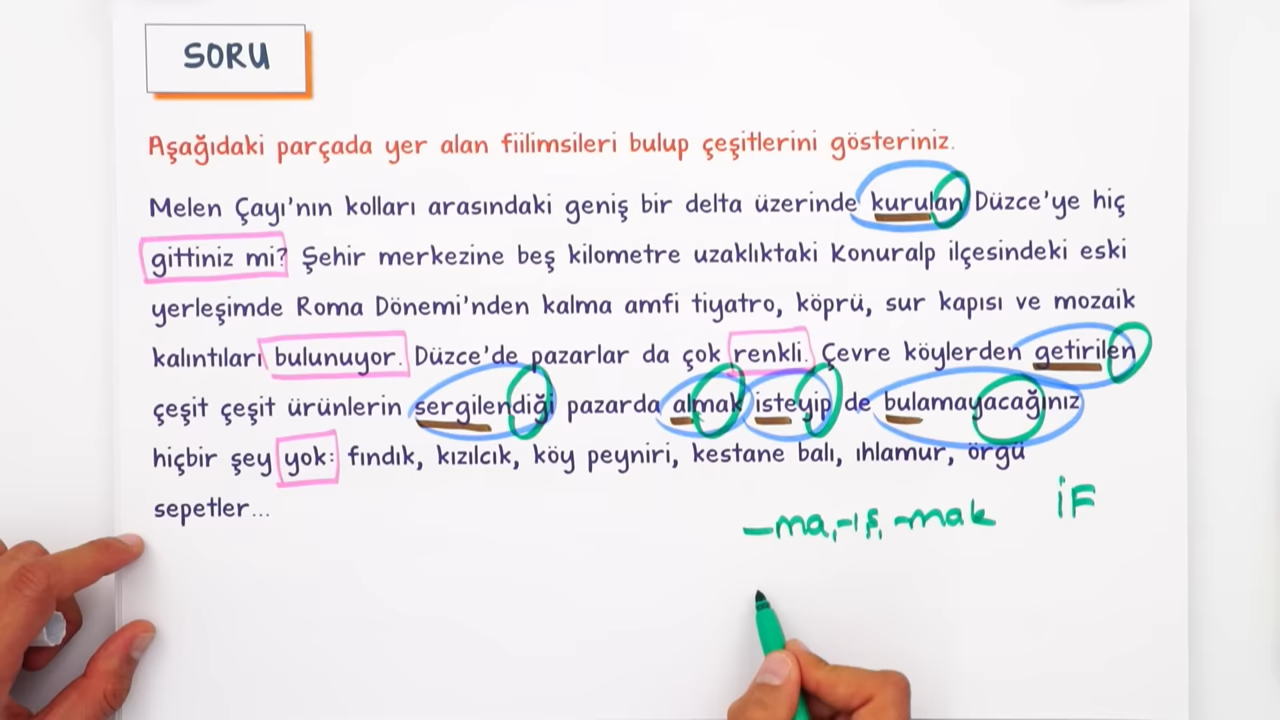 SORU
Aşağıdaki parçada yer alan fiilimsileri bulup çeşitlerini gösteriniz.
Melen Çayı'nın kolları arasındaki geniş bir delta üzerinde kurulan Düzce'ye hiç
gittiniz mi? Şehir merkezine beş kilometre uzaklıktaki Konuralp ilçesindeki eski
yerleşimde Roma Dönemi'nden kalma amfi tiyatro, köprü, sur kapısı ve mozaik
kalıntıları bulunuyor. Düzce'de pazarlar da çok renkli. Çevre köylerden getirilen
çeşit çeşit ürünlerin sergilendiği pazarda almak isteyip de bulamayacağınız
hiçbir şey yok: fındık, kızılcık, köy peyniri, kestane balı, ıhlamur, örgü
sepetler...
-ma,-ış,-mak İF